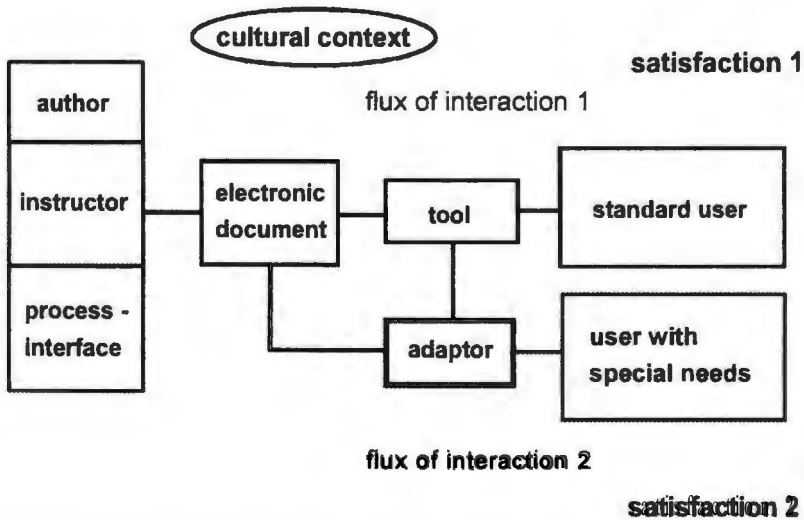 cultural context
satisfaction 1
author
flux of interaction 1
instructor
electronic
document
tool
standard user
process -
interface
adaptor
user with
special needs
flux of interaction 2
satisfaction 2